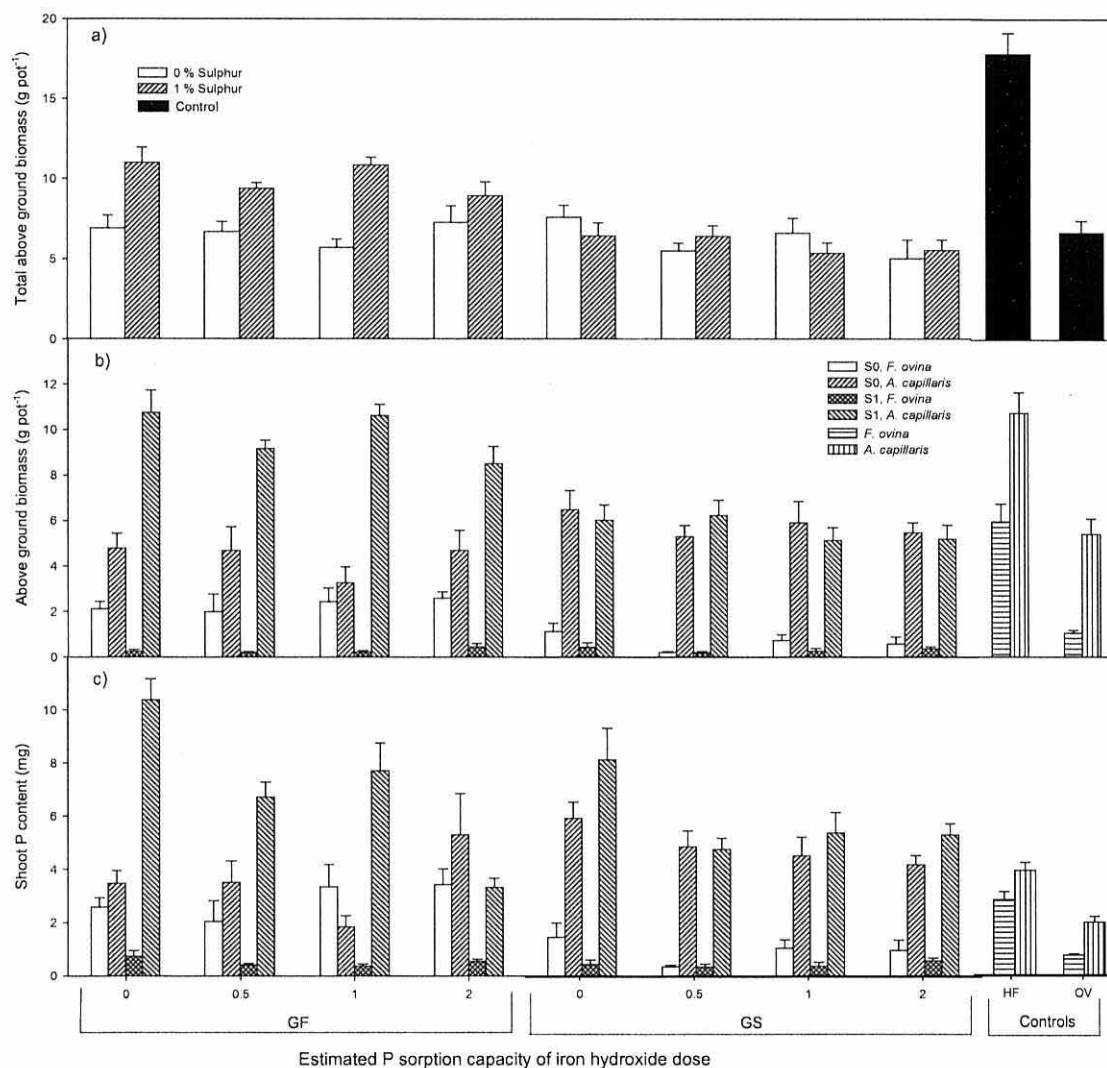 a)
20
15
10
5
0
Total above ground biomass (g pot⁻¹)
0 % Sulphur
1 % Sulphur
Control
b)
12
10
8
6
4
2
0
Above ground biomass (g pot⁻¹)
S0, F. ovina
S0, A. capillaris
S1, F. ovina
S1, A. capillaris
F. ovina
A. capillaris
c)
10
8
6
4
2
0
Shoot P content (mg)
0 0.5 1 2 0 0.5 1 2 HF OV
GF GS Controls
Estimated P sorption capacity of iron hydroxide dose